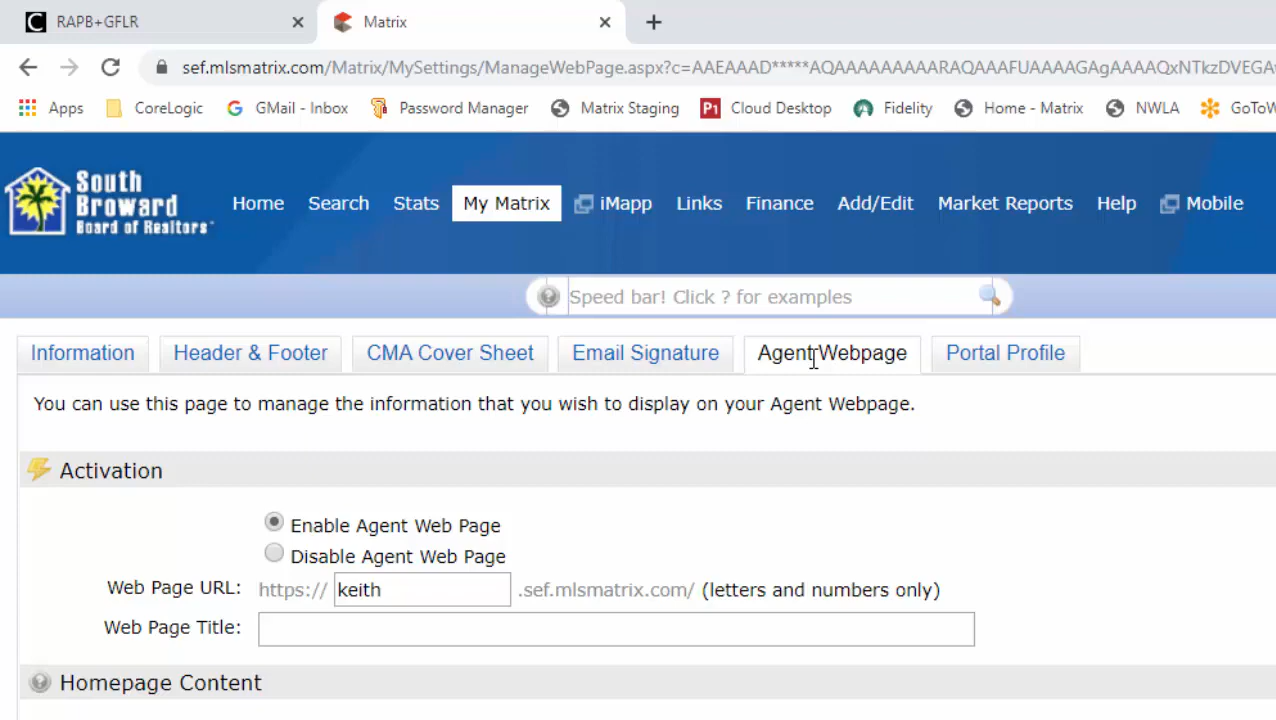 RAPB+GFLR
Matrix
sef.mlsmatrix.com/Matrix/MySettings/ManageWebPage.aspx?c=AAEAAAD*****AQAAAAAAAAARAQAAAFUAAAAGAgAAAAQxNTkzDVEGA
Apps CoreLogic GMail - Inbox Password Manager Matrix Staging P1 Cloud Desktop Fidelity Home - Matrix NWLA GoToW
South
Broward
Board of Realtors
Home Search Stats My Matrix iMapp Links Finance Add/Edit Market Reports Help Mobile
Speed bar! Click ? for examples
Information Header & Footer CMA Cover Sheet Email Signature Agent Webpage Portal Profile
You can use this page to manage the information that you wish to display on your Agent Webpage.
Activation
Enable Agent Web Page
Disable Agent Web Page
Web Page URL: https:// keith .sef.mlsmatrix.com/ (letters and numbers only)
Web Page Title:
Homepage Content